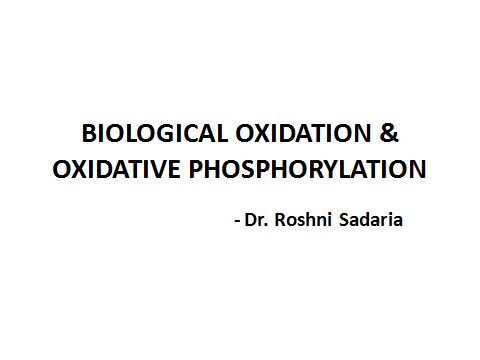 BIOLOGICAL OXIDATION &
OXIDATIVE PHOSPHORYLATION
- Dr. Roshni Sadaria